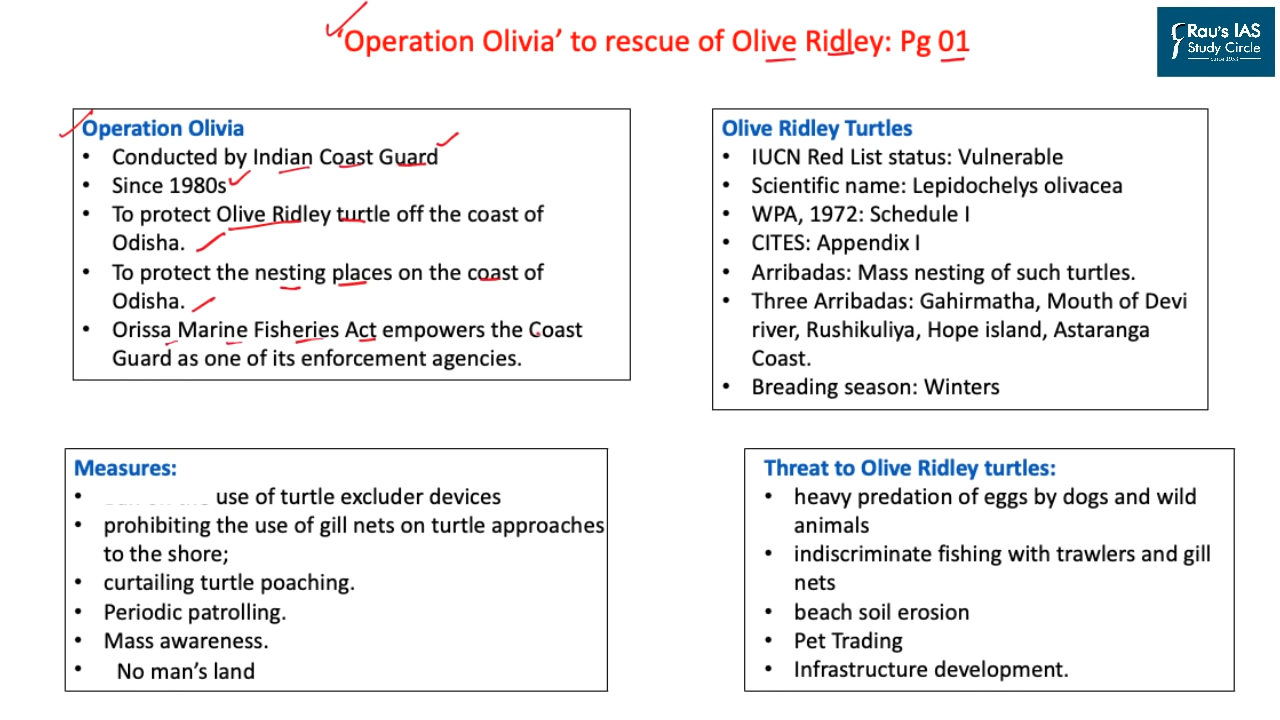 ‘Operation Olivia’ to rescue of Olive Ridley: Pg 01
Rau's IAS
Study Circle
since 1953
Operation Olivia
• Conducted by Indian Coast Guard
• Since 1980s
• To protect Olive Ridley turtle off the coast of
Odisha.
• To protect the nesting places on the coast of
Odisha.
• Orissa Marine Fisheries Act empowers the Coast
Guard as one of its enforcement agencies.
Olive Ridley Turtles
• IUCN Red List status: Vulnerable
• Scientific name: Lepidochelys olivacea
• WPA, 1972: Schedule I
• CITES: Appendix I
• Arribadas: Mass nesting of such turtles.
• Three Arribadas: Gahirmatha, Mouth of Devi
river, Rushikuliya, Hope island, Astaranga
Coast.
• Breading season: Winters
Measures:
• use of turtle excluder devices
• prohibiting the use of gill nets on turtle approaches
to the shore;
• curtailing turtle poaching.
• Periodic patrolling.
• Mass awareness.
• No man’s land
Threat to Olive Ridley turtles:
• heavy predation of eggs by dogs and wild
animals
• indiscriminate fishing with trawlers and gill
nets
• beach soil erosion
• Pet Trading
• Infrastructure development.